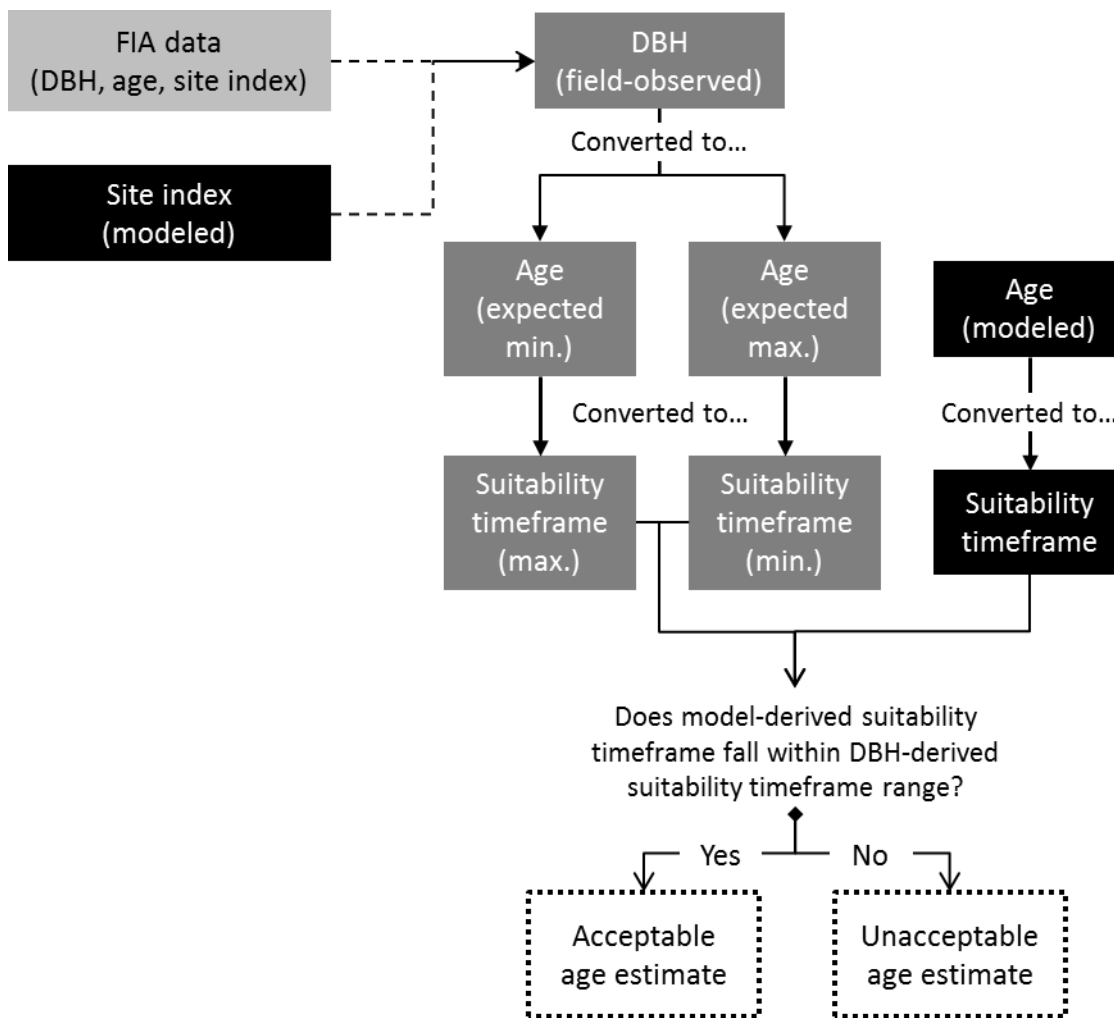 FIA data
(DBH, age, site index)
DBH
(field-observed)
Converted to...
Site index
(modeled)
Age
(expected
min.)
Age
(expected
max.)
Age
(modeled)
Converted to...
Converted to...
Suitability
timeframe
(max.)
Suitability
timeframe
(min.)
Suitability
timeframe
Does model-derived suitability
timeframe fall within DBH-derived
suitability timeframe range?
Yes
No
Acceptable
age estimate
Unacceptable
age estimate